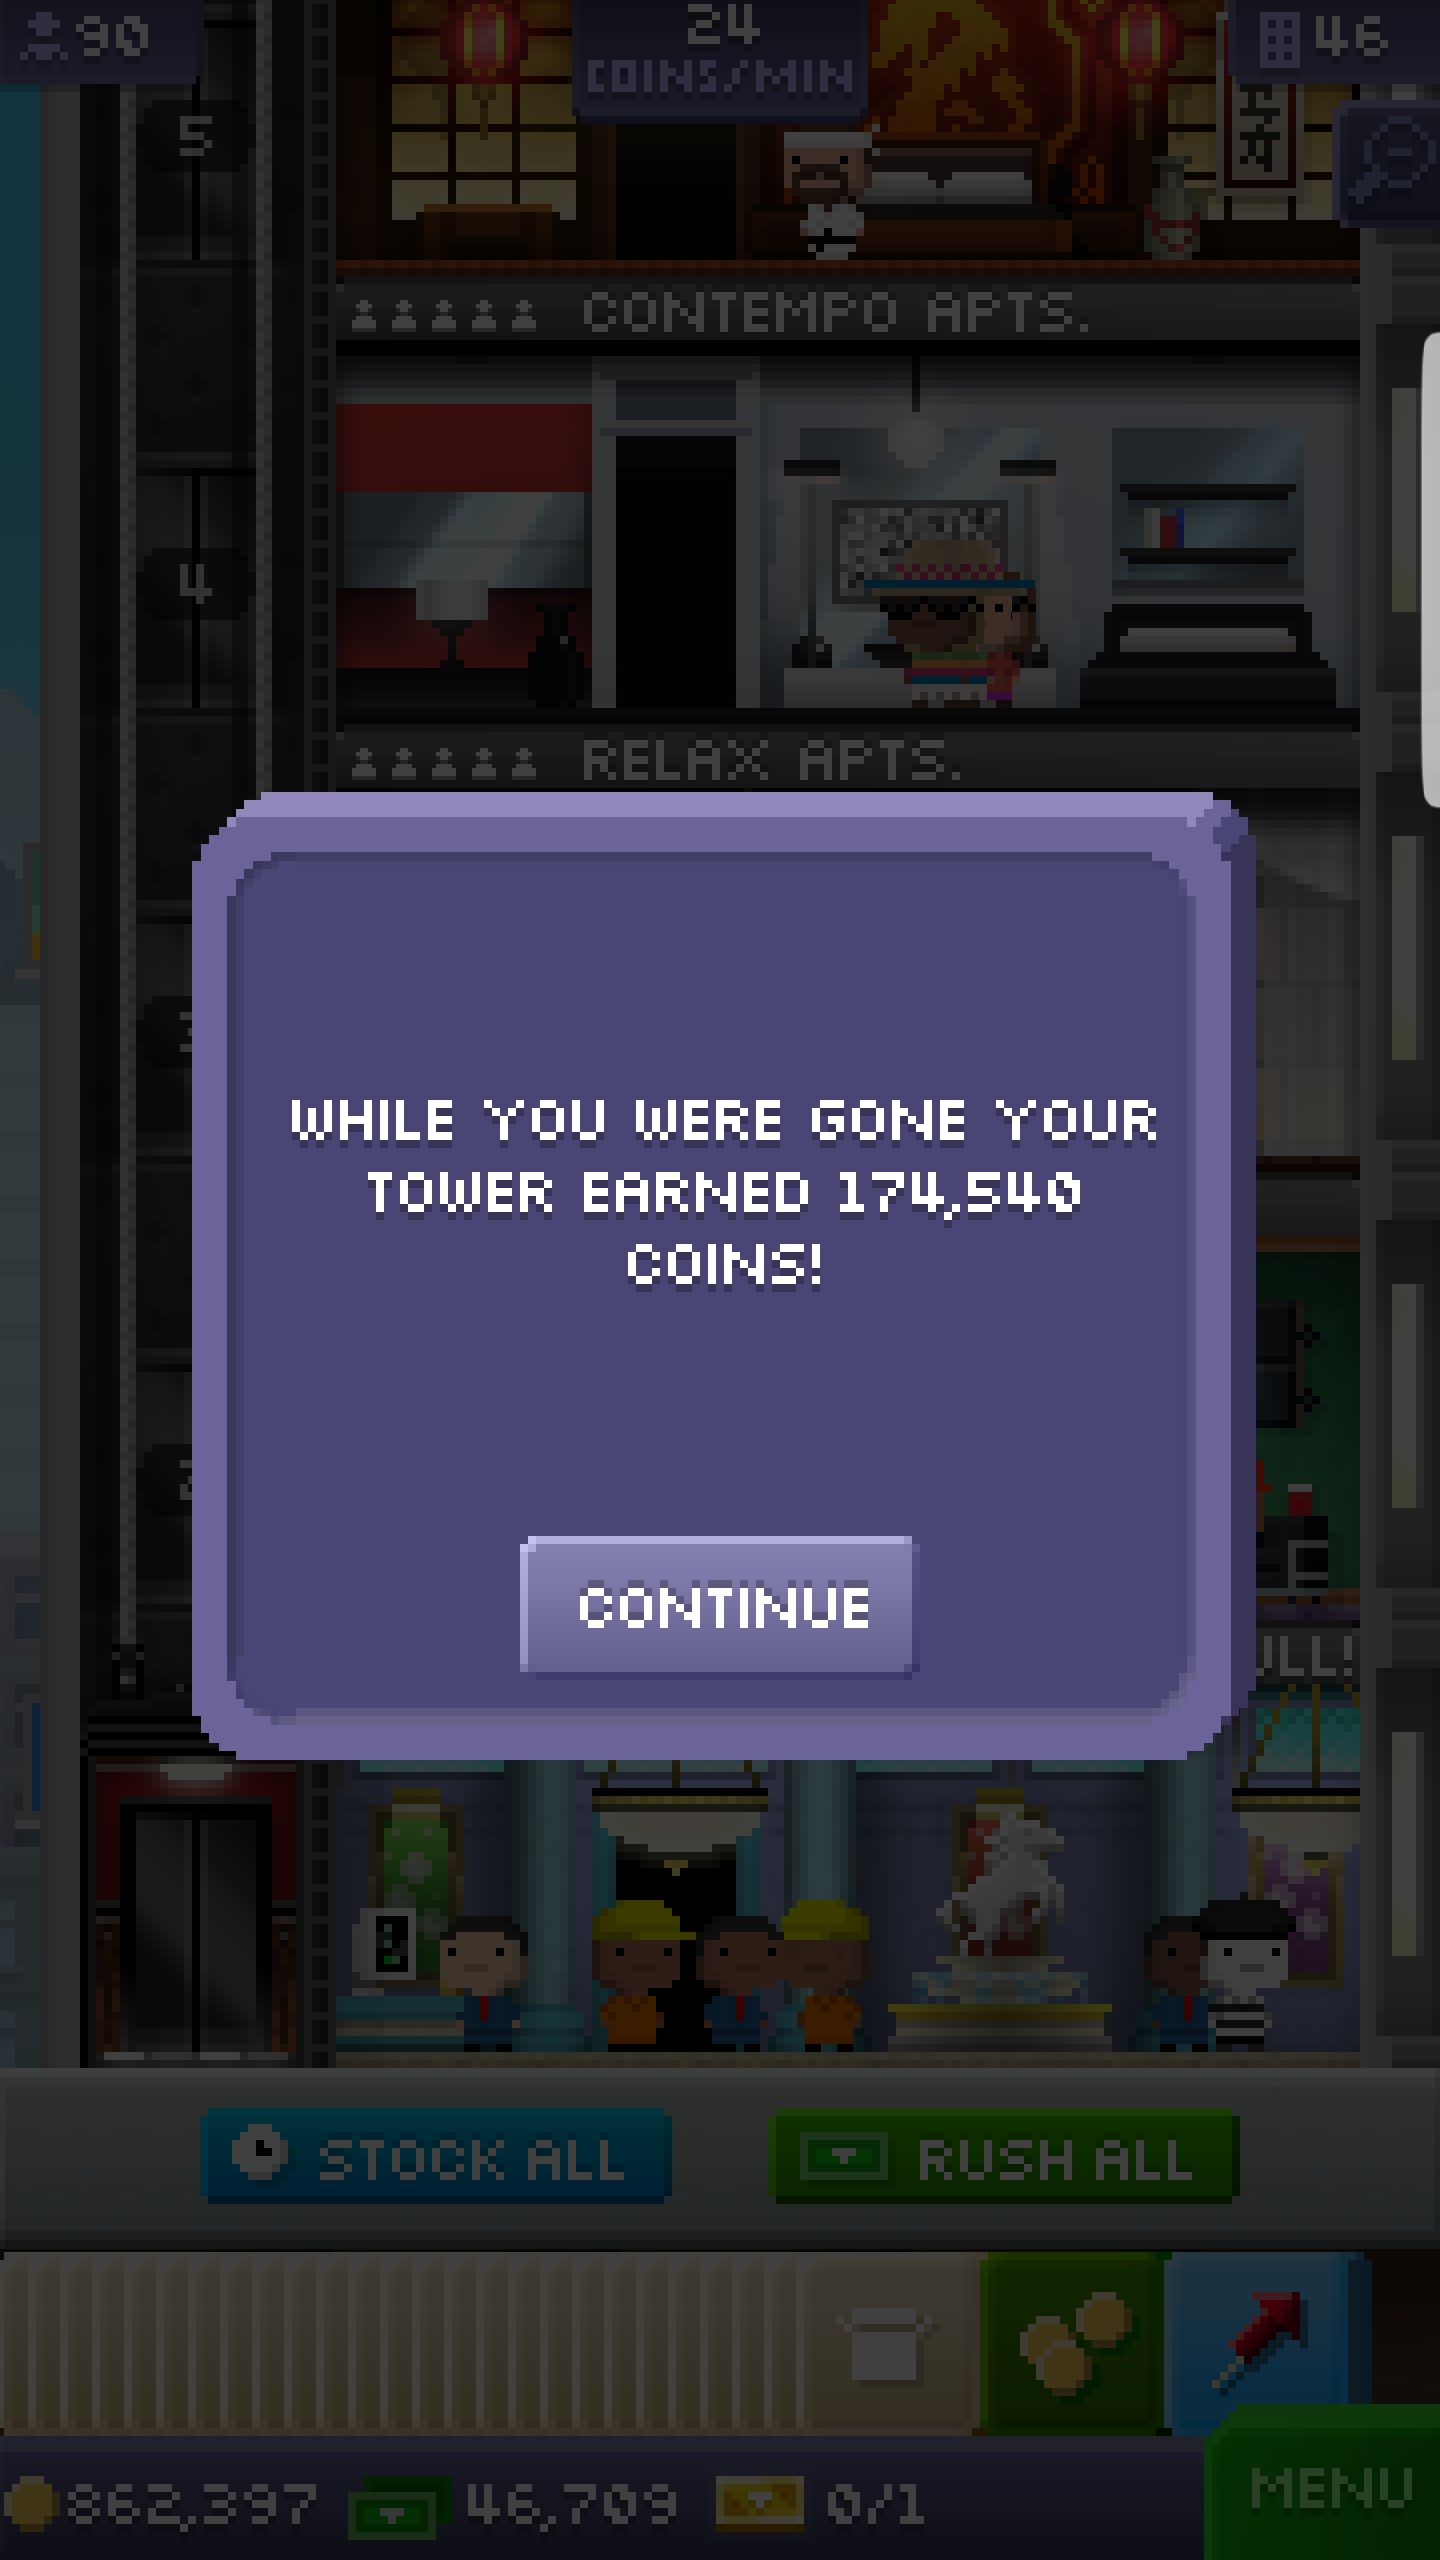 90
24
COINS/MIN
46
5
CONTEMPO APTS.
4
RELAX APTS.
WHILE YOU WERE GONE YOUR
TOWER EARNED 174,540
COINS!
CONTINUE
STOCK ALL
RUSH ALL
862,397
46,709
0/1
MENU